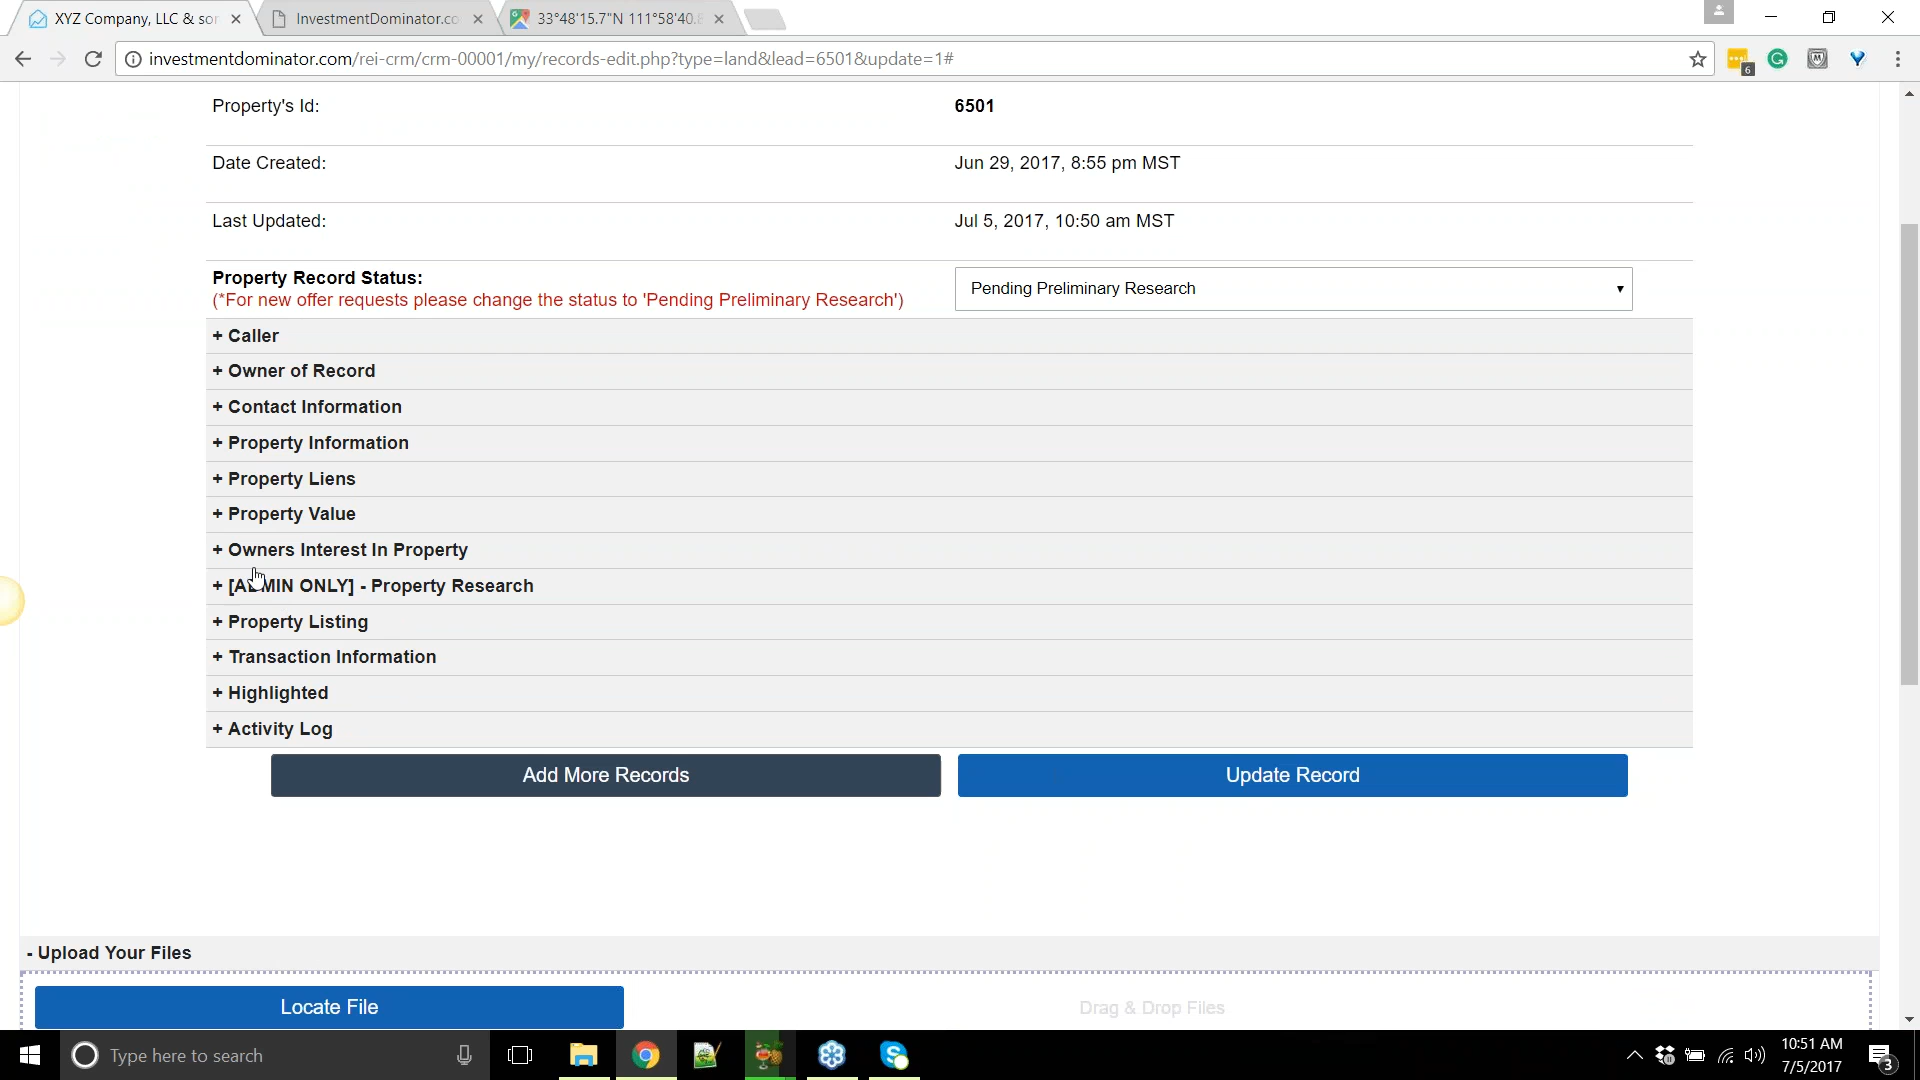 XYZ Company, LLC & so
InvestmentDominator.co
33°48'15.7"N 111°58'40.
investmentdominator.com/rei-crm/crm-00001/my/records-edit.php?type=land&lead=6501&update=1#
6
Property's Id:
6501
Date Created:
Jun 29, 2017, 8:55 pm MST
Last Updated:
Jul 5, 2017, 10:50 am MST
Property Record Status:
(*For new offer requests please change the status to 'Pending Preliminary Research')
Pending Preliminary Research
+ Caller
+ Owner of Record
+ Contact Information
+ Property Information
+ Property Liens
+ Property Value
+ Owners Interest In Property
+ [ADMIN ONLY] - Property Research
+ Property Listing
+ Transaction Information
+ Highlighted
+ Activity Log
Add More Records
Update Record
- Upload Your Files
Locate File
Drag & Drop Files
Type here to search
10:51 AM
7/5/2017
3